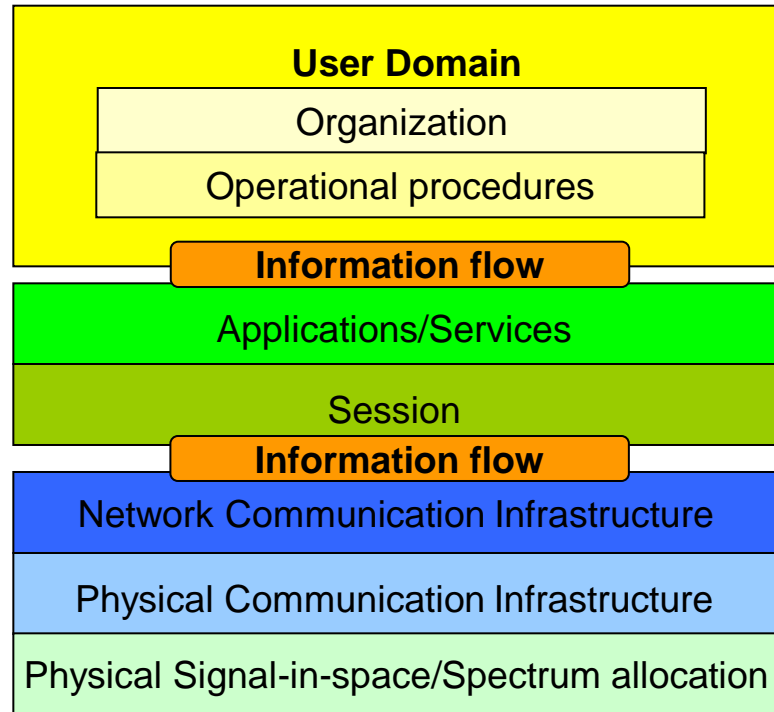 User Domain
Organization
Operational procedures
Information flow
Applications/Services
Session
Information flow
Network Communication Infrastructure
Physical Communication Infrastructure
Physical Signal-in-space/Spectrum allocation